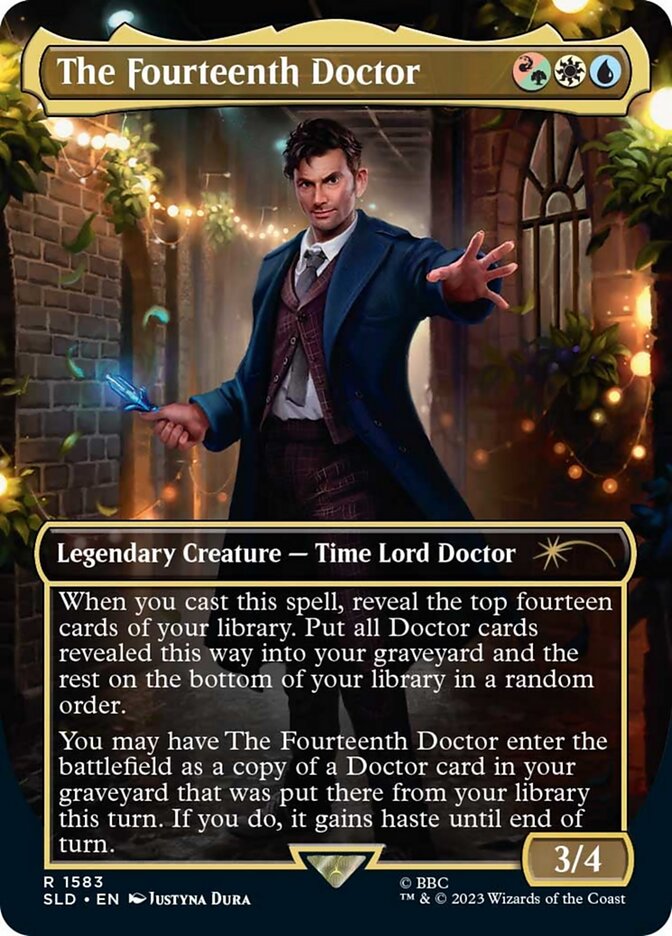 The Fourteenth Doctor
Legendary Creature — Time Lord Doctor
When you cast this spell, reveal the top fourteen
cards of your library. Put all Doctor cards
revealed this way into your graveyard and the
rest on the bottom of your library in a random
order.
You may have The Fourteenth Doctor enter the
battlefield as a copy of a Doctor card in your
graveyard that was put there from your library
this turn. If you do, it gains haste until end of
turn.
3/4
R 1583
SLD • EN Justyna Dura
© BBC
™ & © 2023 Wizards of the Coast